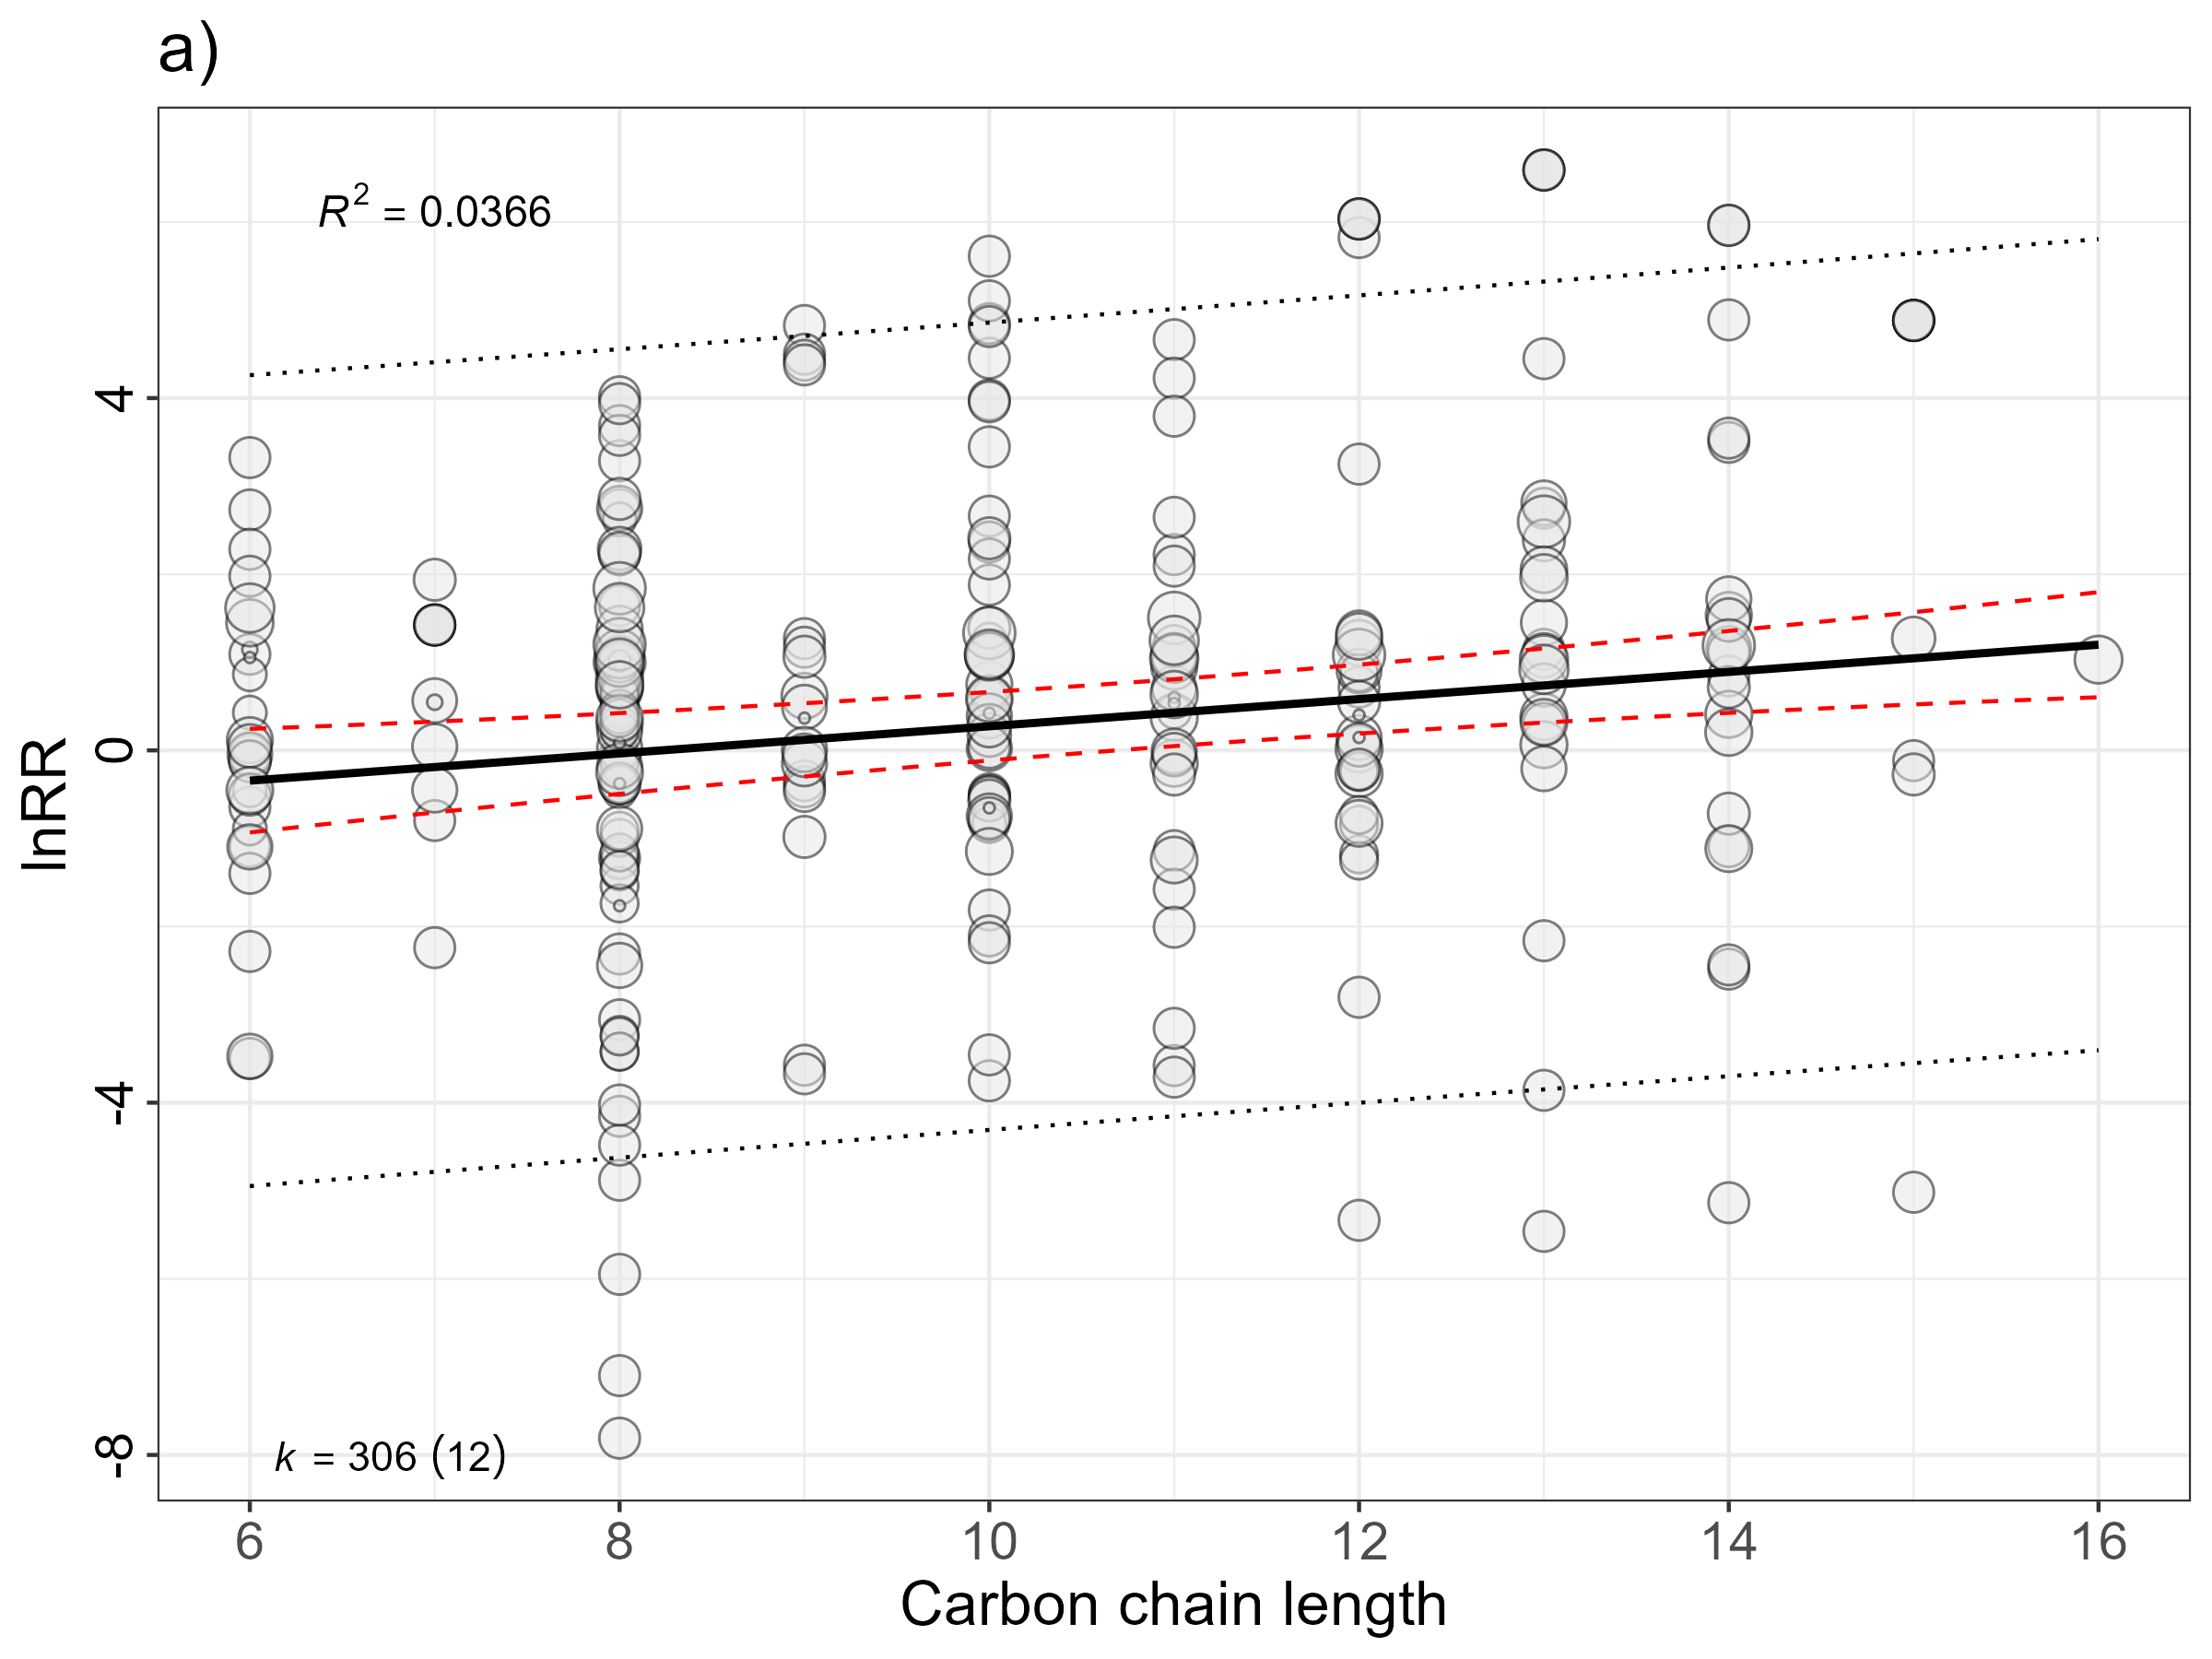 a)
R² = 0.0366
lnRR
4
0
-4
-8
k = 306 (12)
6 8 10 12 14 16
Carbon chain length